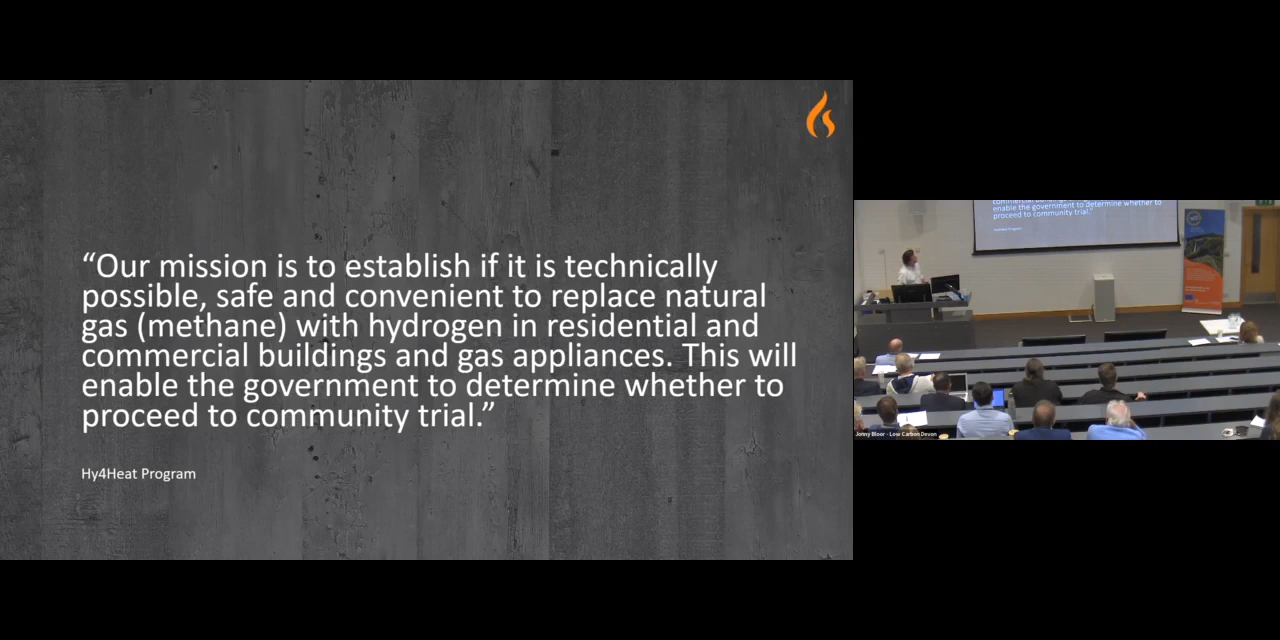 “Our mission is to establish if it is technically
possible, safe and convenient to replace natural
gas (methane) with hydrogen in residential and
commercial buildings and gas appliances. This will
enable the government to determine whether to
proceed to community trial.”
Hy4Heat Program
enable the government to determine whether to
proceed to community trial.”
Hy4Heat Program
Jonny Bloor - Low Carbon Devon